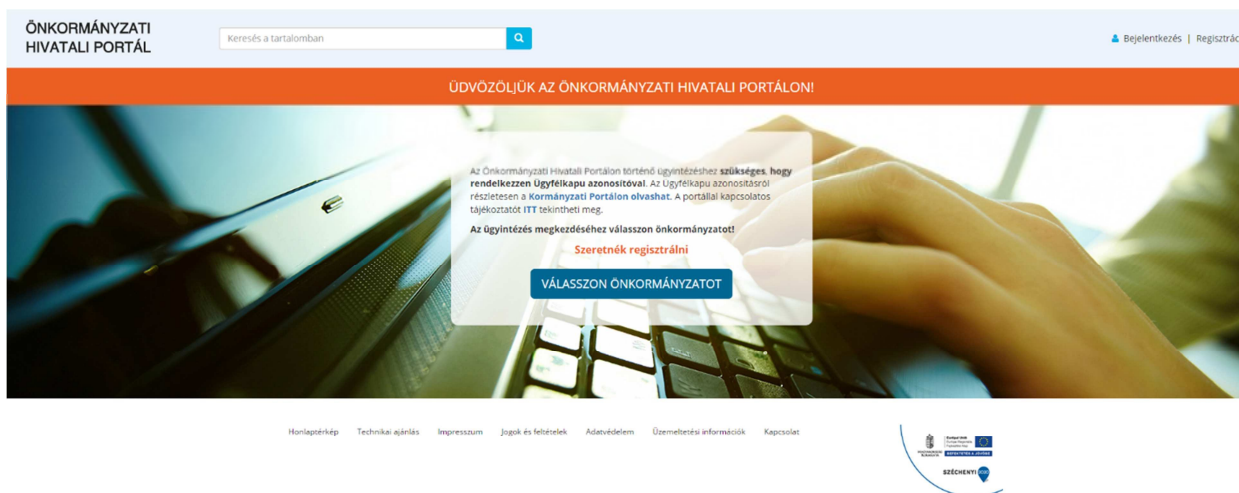 ÖNKORMÁNYZATI
HIVATALI PORTÁL
Keresés a tartalomban
Bejelentkezés | Regisztrác
ÜDVÖZÖLJÜK AZ ÖNKORMÁNYZATI HIVATALI PORTÁLON!
Az Önkormányzati Hivatali Portálon történő ügyintézéshez szükséges, hogy
rendelkezzen Ügyfélkapu azonosítóval. Az Ügyfélkapu azonosításról
részletesen a Kormányzati Portálon olvashat. A portállal kapcsolatos
tájékoztatót ITT tekintheti meg.
Az ügyintézés megkezdéséhez válasszon önkormányzatot!
Szeretnék regisztrálni
VÁLASSZON ÖNKORMÁNYZATOT
Honlaptérkép Technikai ajánlás Impresszum Jogok és feltételek Adatvédelem Üzemeltetési információk Kapcsolat
SZÉCHENYI